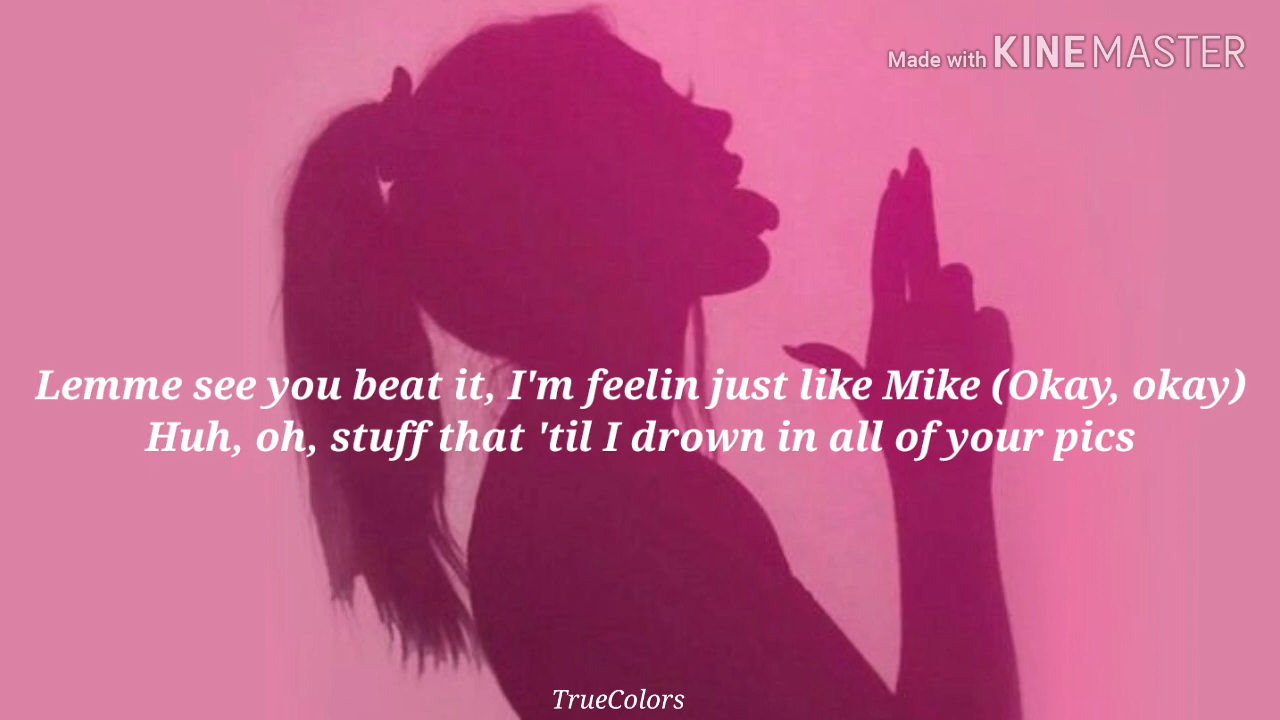 Made with KINEMASTER
Lemme see you beat it, I'm feelin just like Mike (Okay, okay)
Huh, oh, stuff that 'til I drown in all of your pics
TrueColors